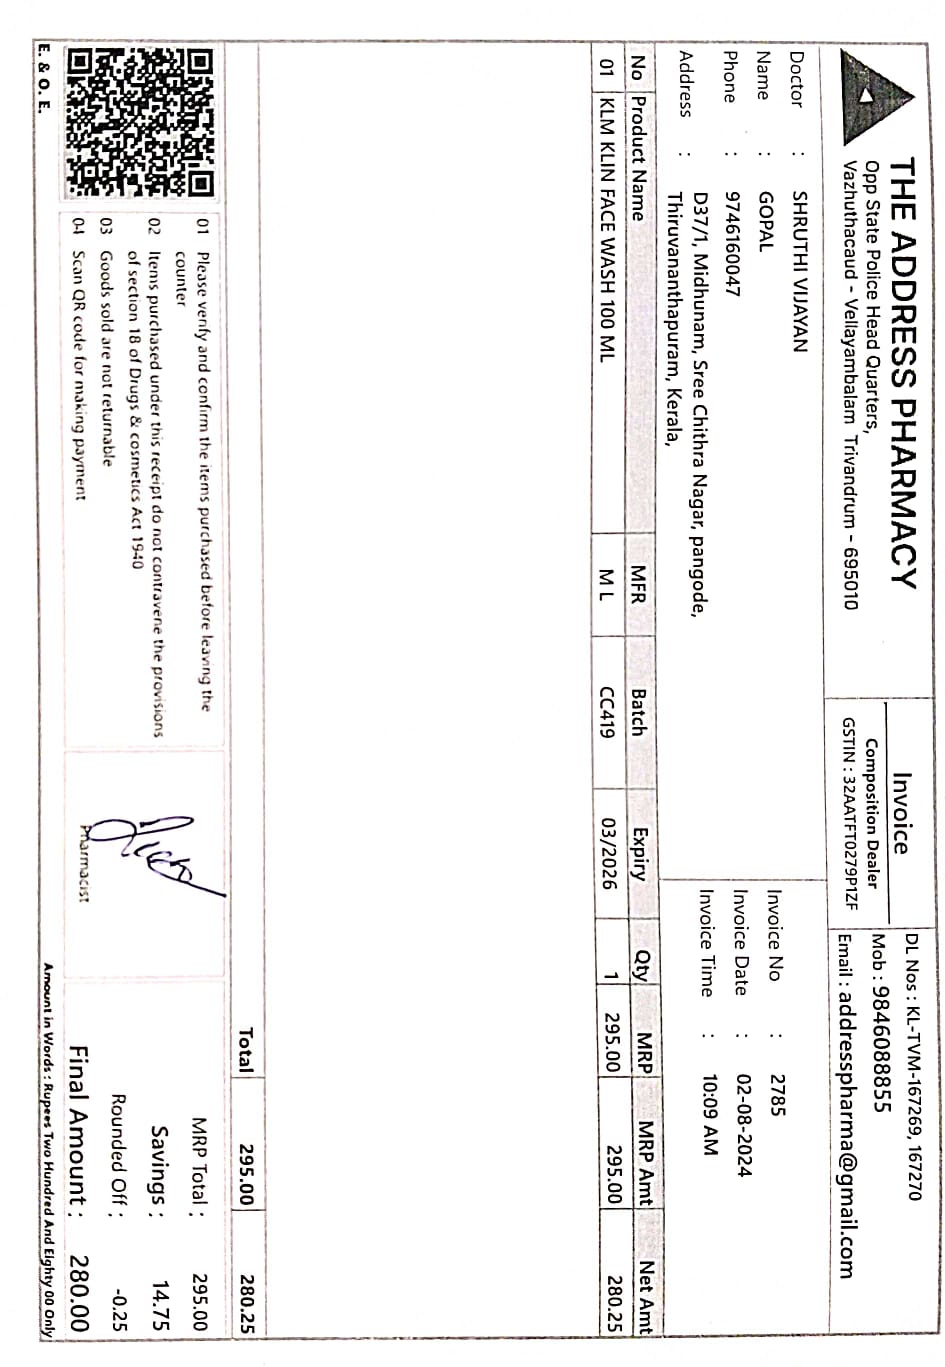 THE ADDRESS PHARMACY
Opp State Police Head Quarters,
Vazhuthacaud - Vellayambalam Trivandrum - 695010
Invoice
Composition Dealer
GSTIN : 32AATFT0279P1ZF
DL Nos : KL-TVM-167269, 167270
Mob : 9846088855
Email : addresspharma@gmail.com
Doctor : SHRUTHI VIJAYAN
Name : GOPAL
Phone : 9746160047
Address : D37/1, Midhunam, Sree Chithra Nagar, pangode,
Thiruvananthapuram, Kerala,
Invoice No : 2785
Invoice Date : 02-08-2024
Invoice Time : 10:09 AM
No Product Name MFR Batch Expiry Qty MRP MRP Amt Net Amt
01 KLM KLIN FACE WASH 100 ML M L CC419 03/2026 1 295.00 295.00 280.25
Total 295.00 280.25
01 Please verify and confirm the items purchased before leaving the
counter
02 Items purchased under this receipt do not contravene the provisions
of section 18 of Drugs & cosmetics Act 1940
03 Goods sold are not returnable
04 Scan QR code for making payment
Pharmacist
MRP Total : 295.00
Savings : 14.75
Rounded Off : -0.25
Final Amount : 280.00
E. & O. E.
Amount in Words : Rupees Two Hundred And Eighty 00 Only